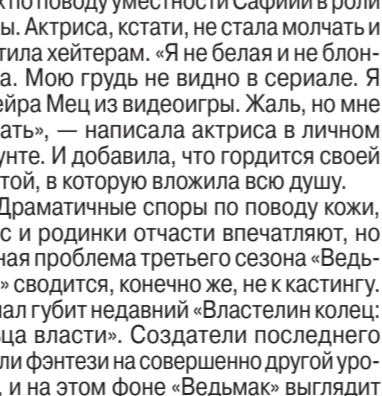 к по поводу уместности Сафийи в роли
ы. Актриса, кстати, не стала молчать и
тила хейтерам. «Я не белая и не блон-
а. Мою грудь не видно в сериале. Я
ейра Мец из видеоигры. Жаль, но мне
ать», — написала актриса в личном
унте. И добавила, что гордится своей
той, в которую вложила всю душу.
Драматичные споры по поводу кожи,
с и родинки отчасти впечатляют, но
ная проблема третьего сезона «Ведь-
» сводится, конечно же, не к кастингу.
ал губит недавний «Властелин колец:
ьца власти». Создатели последнего
ли фэнтези на совершенно другой уро-
, и на этом фоне «Ведьмак» выглядит